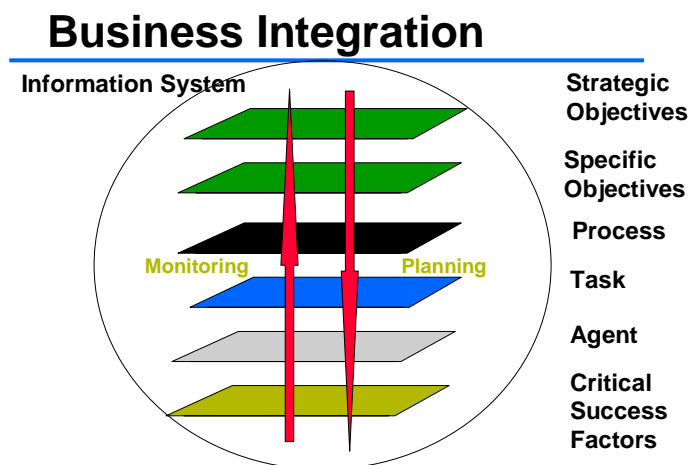 Business Integration
Information System
Strategic
Objectives
Specific
Objectives
Process
Monitoring
Planning
Task
Agent
Critical
Success
Factors